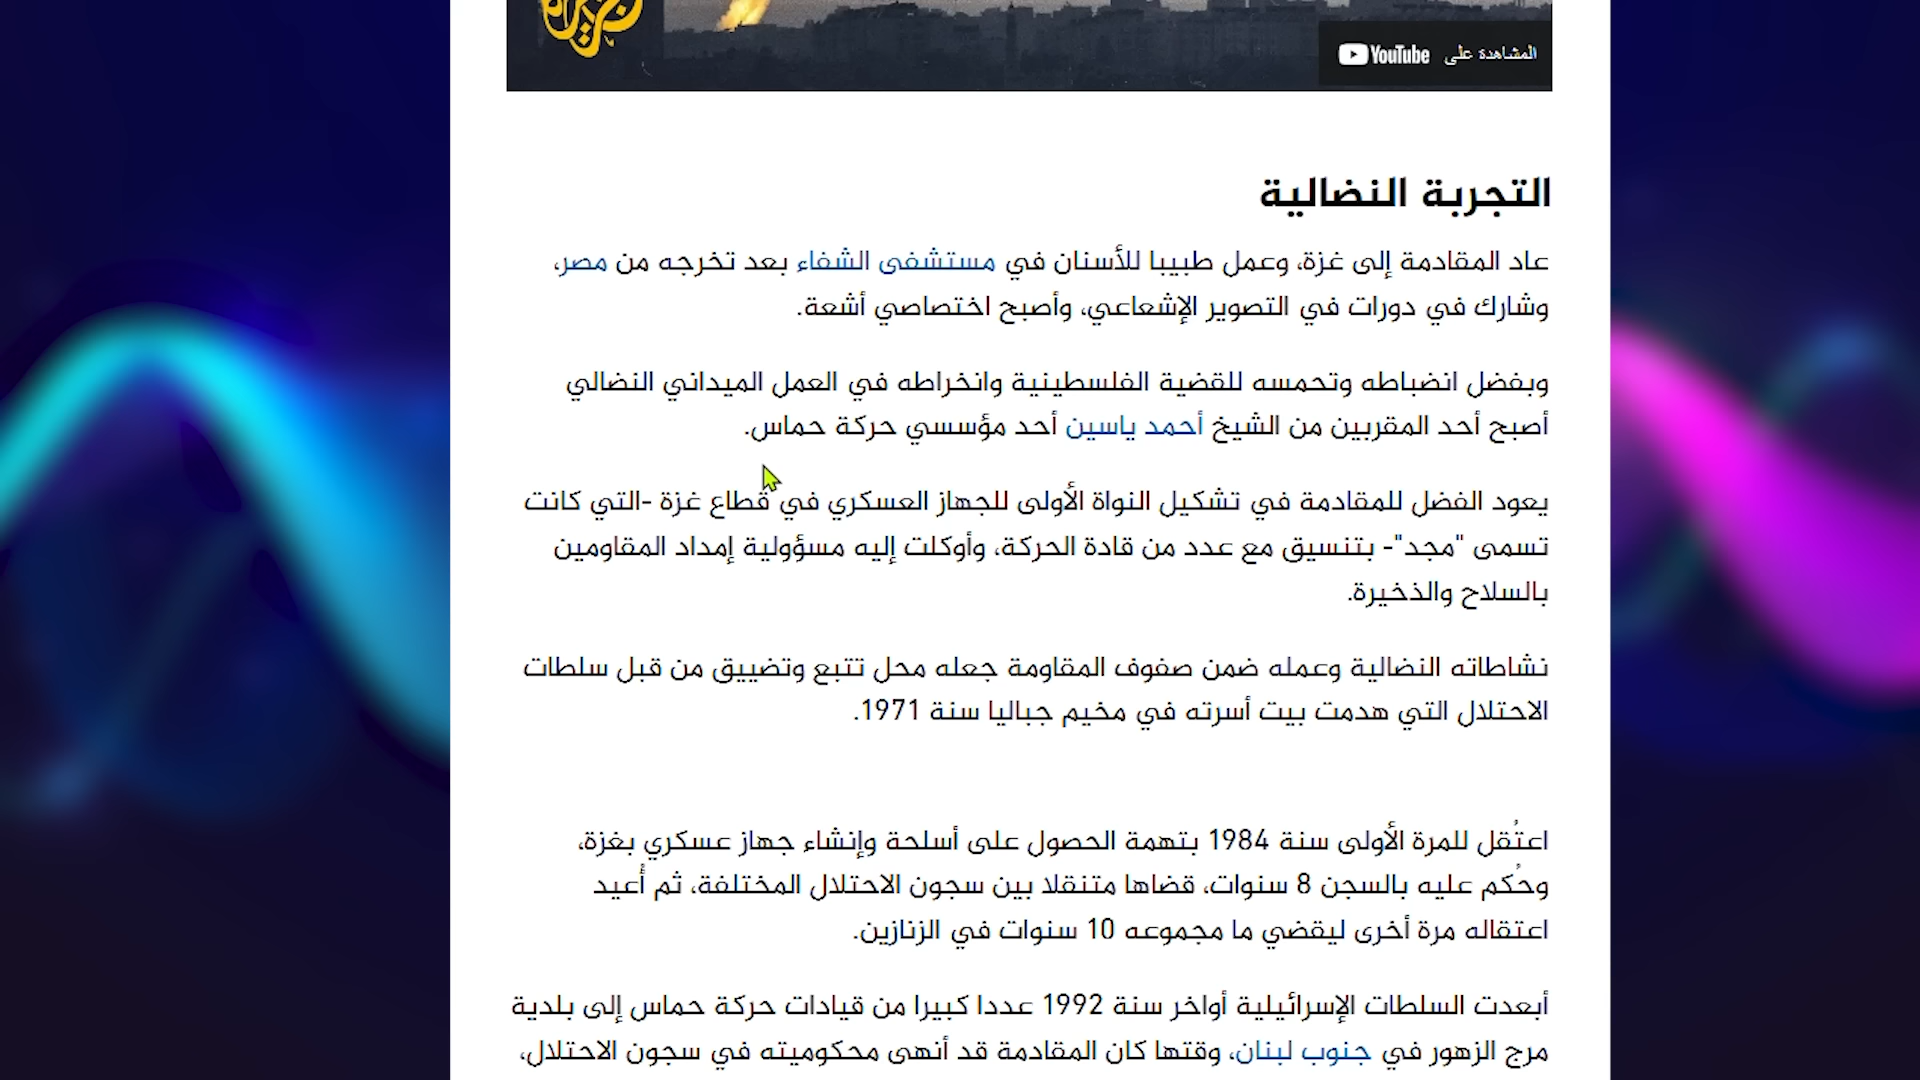 المشاهدة على YouTube
التجربة النضالية
عاد المقادمة إلى غزة، وعمل طبيبا للأسنان في مستشفى الشفاء بعد تخرجه من مصر،
وشارك في دورات في التصوير الإشعاعي، وأصبح اختصاصي أشعة.
وبفضل انضباطه وتحمسه للقضية الفلسطينية وانخراطه في العمل الميداني النضالي
أصبح أحد المقربين من الشيخ أحمد ياسين أحد مؤسسي حركة حماس.
يعود الفضل للمقادمة في تشكيل النواة الأولى للجهاز العسكري في قطاع غزة -التي كانت
تسمى "مجد"- بتنسيق مع عدد من قادة الحركة، وأوكلت إليه مسؤولية إمداد المقاومين
بالسلاح والذخيرة.
نشاطاته النضالية وعمله ضمن صفوف المقاومة جعله محل تتبع وتضييق من قبل سلطات
الاحتلال التي هدمت بيت أسرته في مخيم جباليا سنة 1971.
اعتُقل للمرة الأولى سنة 1984 بتهمة الحصول على أسلحة وإنشاء جهاز عسكري بغزة،
وحُكم عليه بالسجن 8 سنوات، قضاها متنقلا بين سجون الاحتلال المختلفة، ثم أُعيد
اعتقاله مرة أخرى ليقضي ما مجموعه 10 سنوات في الزنازين.
أبعدت السلطات الإسرائيلية أواخر سنة 1992 عددا كبيرا من قيادات حركة حماس إلى بلدية
مرج الزهور في جنوب لبنان، وقتها كان المقادمة قد أنهى محكوميته في سجون الاحتلال،